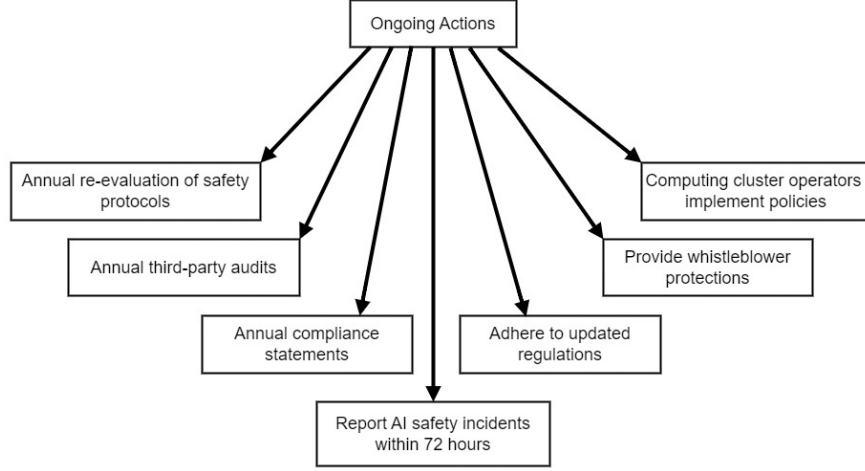 Ongoing Actions
Annual re-evaluation of safety
protocols
Computing cluster operators
implement policies
Annual third-party audits
Provide whistleblower
protections
Annual compliance
statements
Adhere to updated
regulations
Report AI safety incidents
within 72 hours